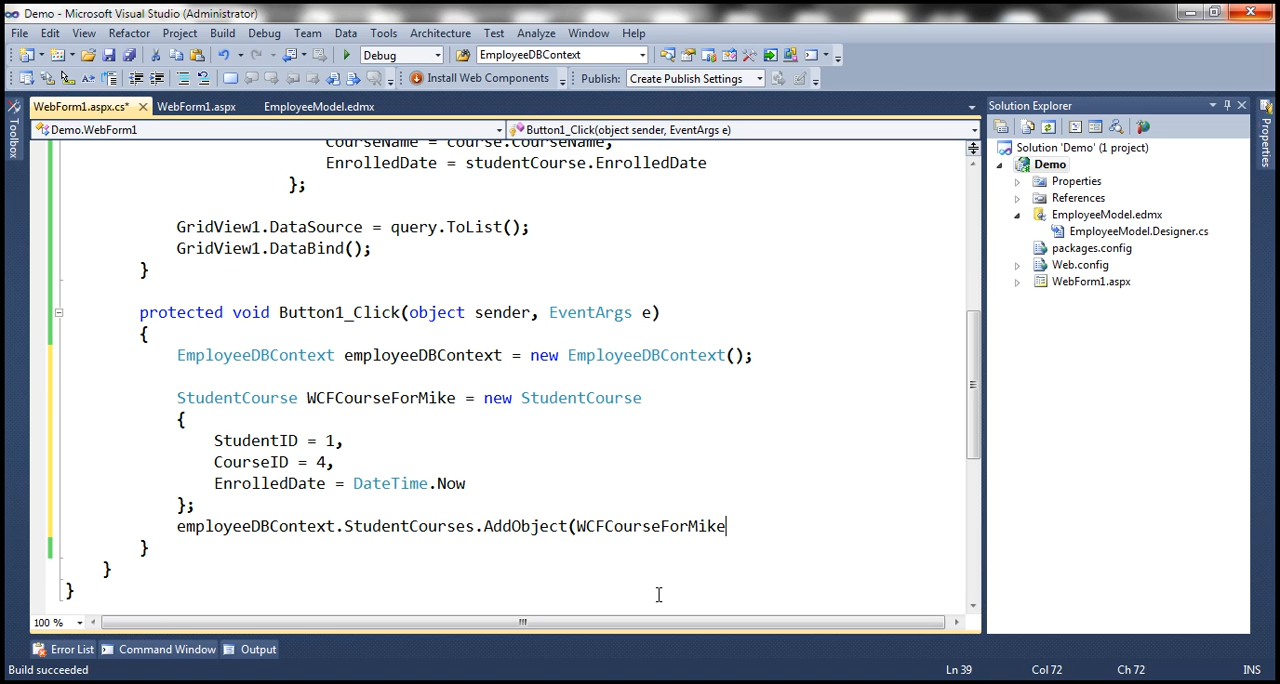 Demo - Microsoft Visual Studio (Administrator)
File Edit View Refactor Project Build Debug Team Data Tools Architecture Test Analyze Window Help
Debug EmployeeDBContext
Install Web Components Publish: Create Publish Settings
WebForm1.aspx.cs* WebForm1.aspx EmployeeModel.edmx
Solution Explorer
Toolbox
Properties
Demo.WebForm1 Button1_Click(object sender, EventArgs e)
Solution 'Demo' (1 project)
Demo
Properties
References
EmployeeModel.edmx
EmployeeModel.Designer.cs
packages.config
Web.config
WebForm1.aspx
CourseName = course.CourseName,
EnrolledDate = studentCourse.EnrolledDate
};
GridView1.DataSource = query.ToList();
GridView1.DataBind();
}
protected void Button1_Click(object sender, EventArgs e)
{
EmployeeDBContext employeeDBContext = new EmployeeDBContext();
StudentCourse WCFCourseForMike = new StudentCourse
{
StudentID = 1,
CourseID = 4,
EnrolledDate = DateTime.Now
};
employeeDBContext.StudentCourses.AddObject(WCFCourseForMike
}
}
}
100 %
Error List Command Window Output
Build succeeded Ln 39 Col 72 Ch 72 INS